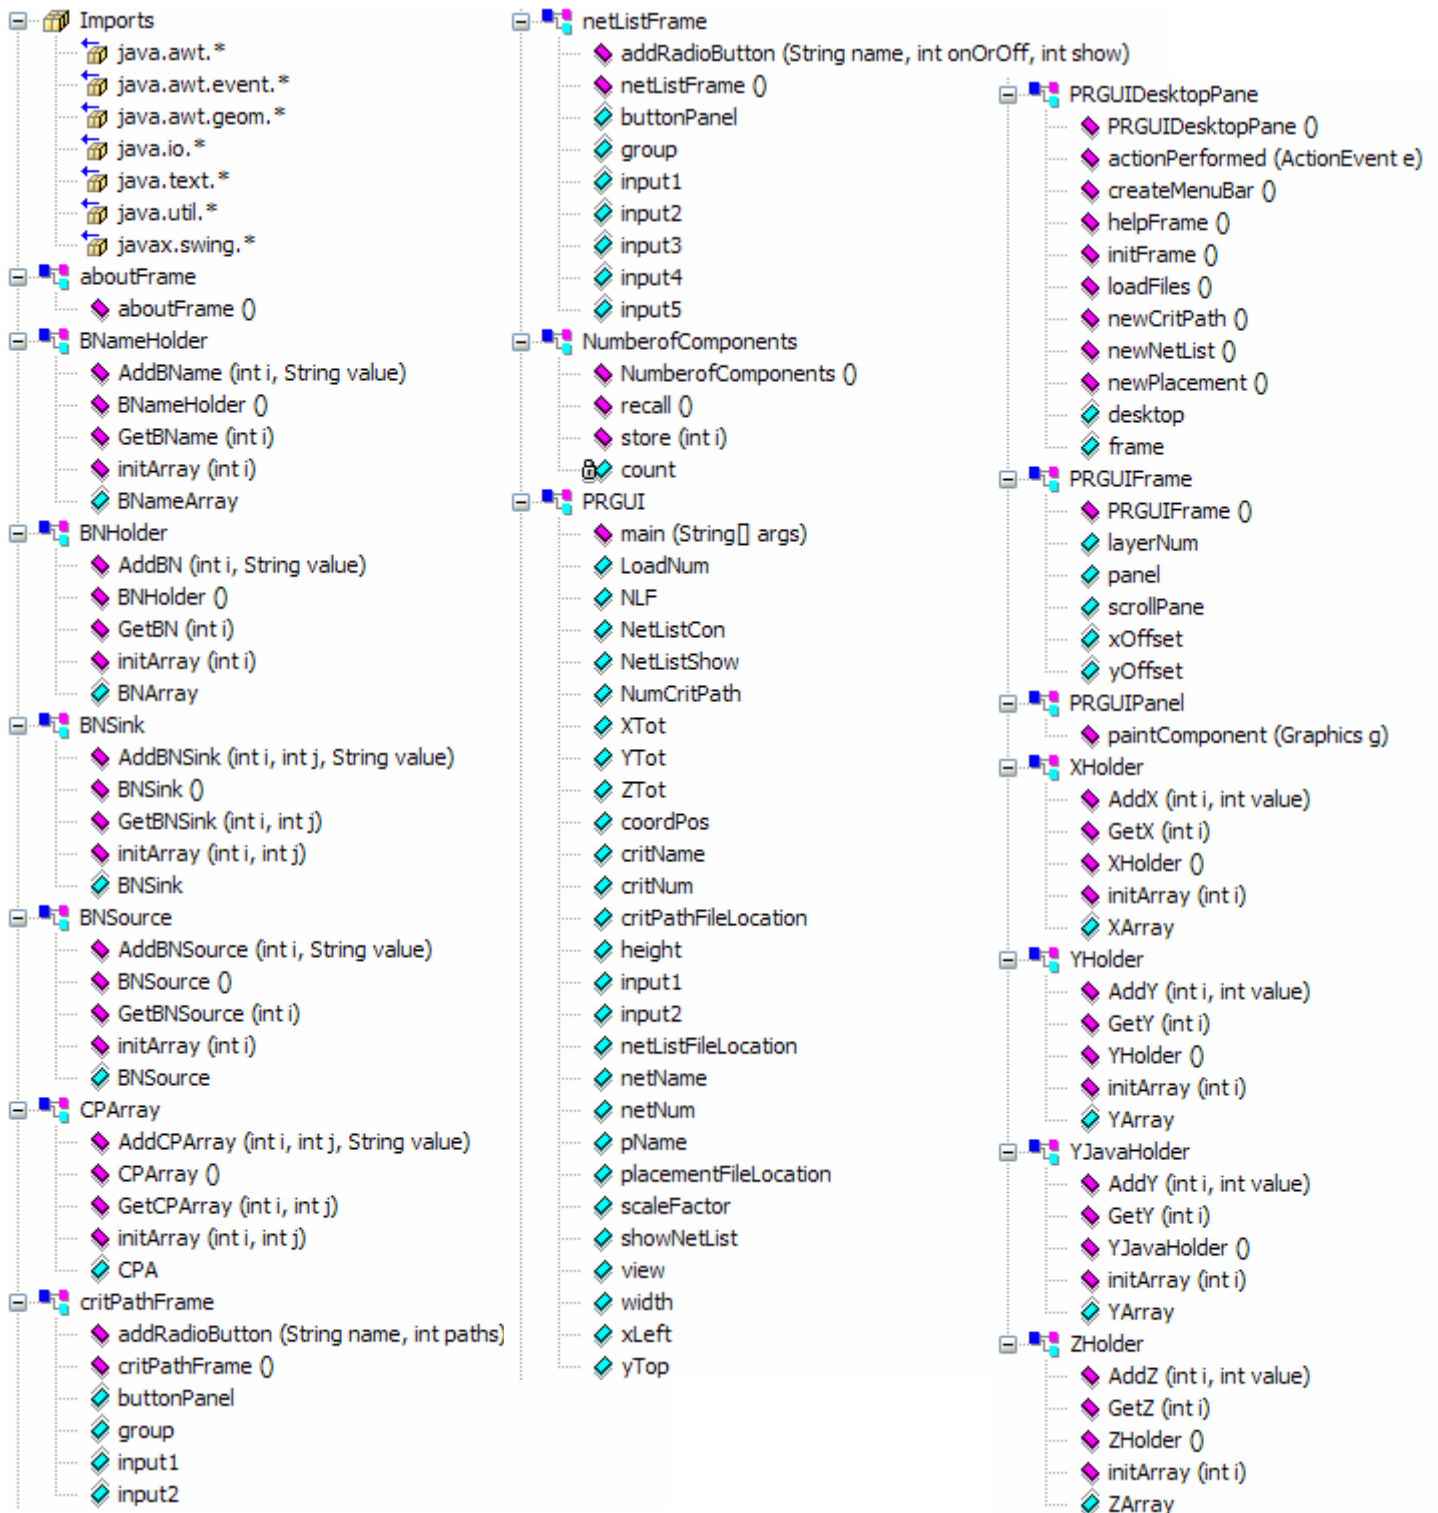 Imports
java.awt.*
java.awt.event.*
java.awt.geom.*
java.io.*
java.text.*
java.util.*
javax.swing.*
aboutFrame
aboutFrame ()
BNameHolder
AddBName (int i, String value)
BNameHolder ()
GetBName (int i)
initArray (int i)
BNameArray
BNHolder
AddBN (int i, String value)
BNHolder ()
GetBN (int i)
initArray (int i)
BNArray
BNSink
AddBNSink (int i, int j, String value)
BNSink ()
GetBNSink (int i, int j)
initArray (int i, int j)
BNSink
BNSource
AddBNSource (int i, String value)
BNSource ()
GetBNSource (int i)
initArray (int i)
BNSource
CPArray
AddCPArray (int i, int j, String value)
CPArray ()
GetCPArray (int i, int j)
initArray (int i, int j)
CPA
critPathFrame
addRadioButton (String name, int paths)
critPathFrame ()
buttonPanel
group
input1
input2
netListFrame
addRadioButton (String name, int onOrOff, int show)
netListFrame ()
buttonPanel
group
input1
input2
input3
input4
input5
NumberofComponents
NumberofComponents ()
recall ()
store (int i)
count
PRGUI
main (String[] args)
LoadNum
NLF
NetListCon
NetListShow
NumCritPath
XTot
YTot
ZTot
coordPos
critName
critNum
critPathFileLocation
height
input1
input2
netListFileLocation
netName
netNum
pName
placementFileLocation
scaleFactor
showNetList
view
width
xLeft
yTop
PRGUIDesktopPane
PRGUIDesktopPane ()
actionPerformed (ActionEvent e)
createMenuBar ()
helpFrame ()
initFrame ()
loadFiles ()
newCritPath ()
newNetList ()
newPlacement ()
desktop
frame
PRGUIFrame
PRGUIFrame ()
layerNum
panel
scrollPane
xOffset
yOffset
PRGUIPanel
paintComponent (Graphics g)
XHolder
AddX (int i, int value)
GetX (int i)
XHolder ()
initArray (int i)
XArray
YHolder
AddY (int i, int value)
GetY (int i)
YHolder ()
initArray (int i)
YArray
YJavaHolder
AddY (int i, int value)
GetY (int i)
YJavaHolder ()
initArray (int i)
YArray
ZHolder
AddZ (int i, int value)
GetZ (int i)
ZHolder ()
initArray (int i)
ZArray